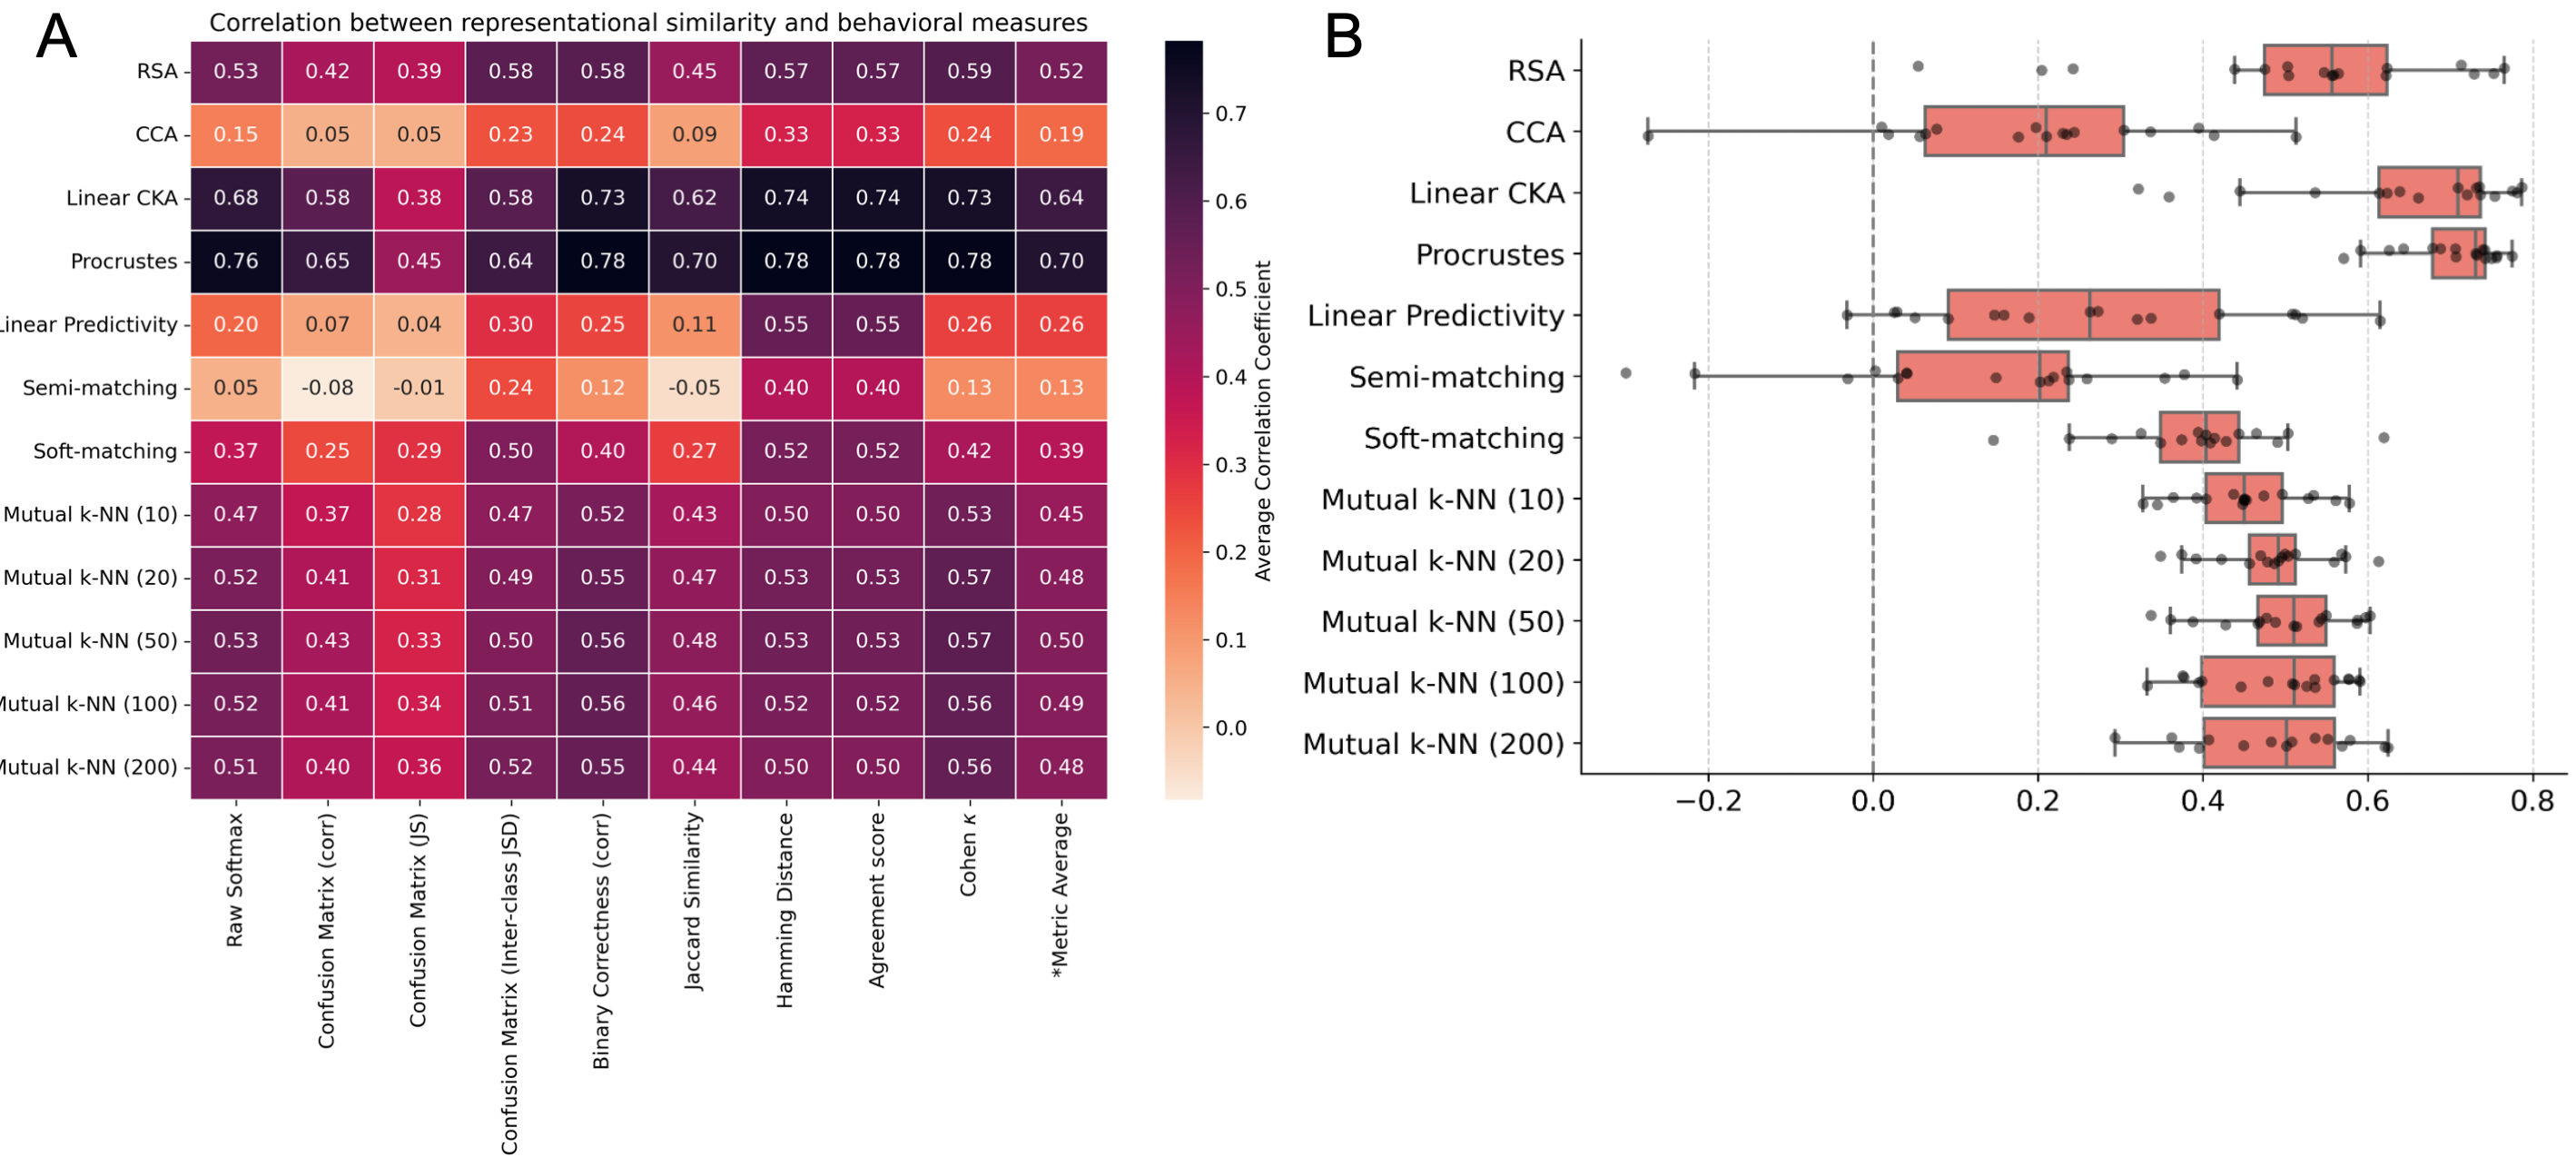 A
Correlation between representational similarity and behavioral measures
RSA 0.53 0.42 0.39 0.58 0.58 0.45 0.57 0.57 0.59 0.52
CCA 0.15 0.05 0.05 0.23 0.24 0.09 0.33 0.33 0.24 0.19
Linear CKA 0.68 0.58 0.38 0.58 0.73 0.62 0.74 0.74 0.73 0.64
Procrustes 0.76 0.65 0.45 0.64 0.78 0.70 0.78 0.78 0.78 0.70
Linear Predictivity 0.20 0.07 0.04 0.30 0.25 0.11 0.55 0.55 0.26 0.26
Semi-matching 0.05 -0.08 -0.01 0.24 0.12 -0.05 0.40 0.40 0.13 0.13
Soft-matching 0.37 0.25 0.29 0.50 0.40 0.27 0.52 0.52 0.42 0.39
Mutual k-NN (10) 0.47 0.37 0.28 0.47 0.52 0.43 0.50 0.50 0.53 0.45
Mutual k-NN (20) 0.52 0.41 0.31 0.49 0.55 0.47 0.53 0.53 0.57 0.48
Mutual k-NN (50) 0.53 0.43 0.33 0.50 0.56 0.48 0.53 0.53 0.57 0.50
Mutual k-NN (100) 0.52 0.41 0.34 0.51 0.56 0.46 0.52 0.52 0.56 0.49
Mutual k-NN (200) 0.51 0.40 0.36 0.52 0.55 0.44 0.50 0.50 0.56 0.48
Raw Softmax
Confusion Matrix (corr)
Confusion Matrix (JS)
Confusion Matrix (Inter-class JSD)
Binary Correctness (corr)
Jaccard Similarity
Hamming Distance
Agreement score
Cohen κ
*Metric Average
0.7
0.6
0.5
0.4
0.3
0.2
0.1
0.0
Average Correlation Coefficient
B
RSA
CCA
Linear CKA
Procrustes
Linear Predictivity
Semi-matching
Soft-matching
Mutual k-NN (10)
Mutual k-NN (20)
Mutual k-NN (50)
Mutual k-NN (100)
Mutual k-NN (200)
−0.2 0.0 0.2 0.4 0.6 0.8